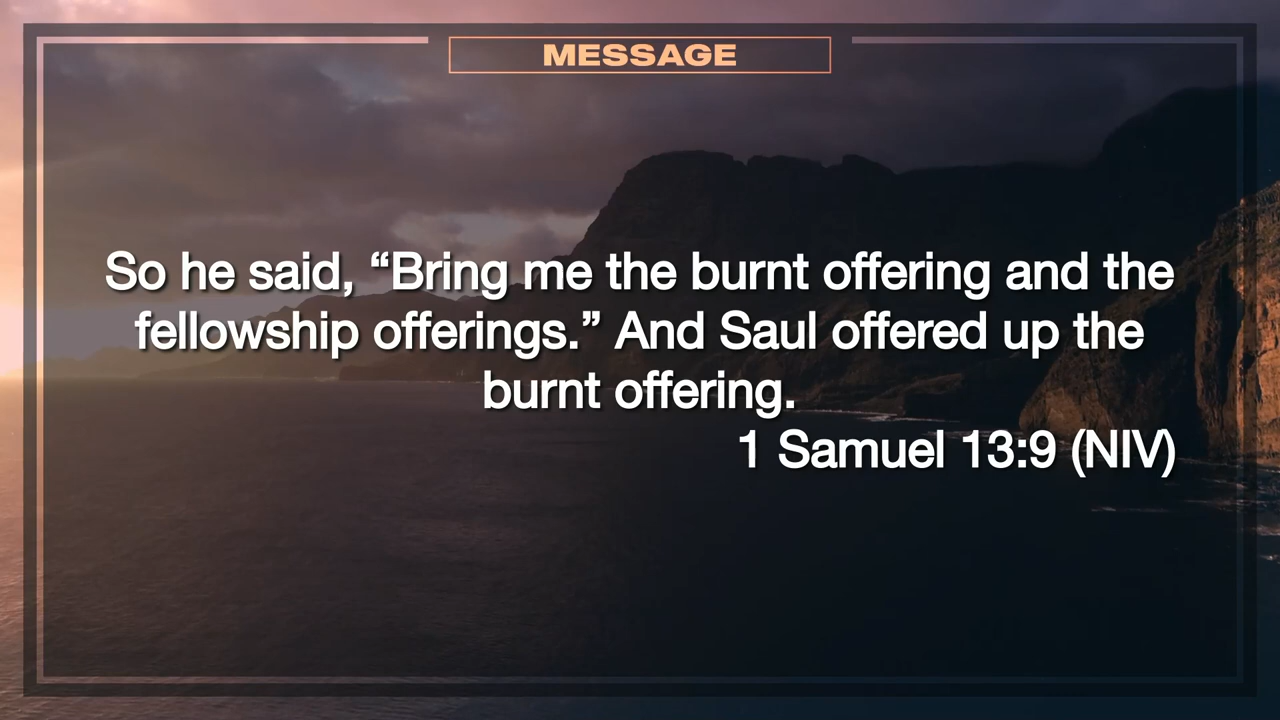 MESSAGE
So he said, “Bring me the burnt offering and the
fellowship offerings.” And Saul offered up the
burnt offering.
1 Samuel 13:9 (NIV)